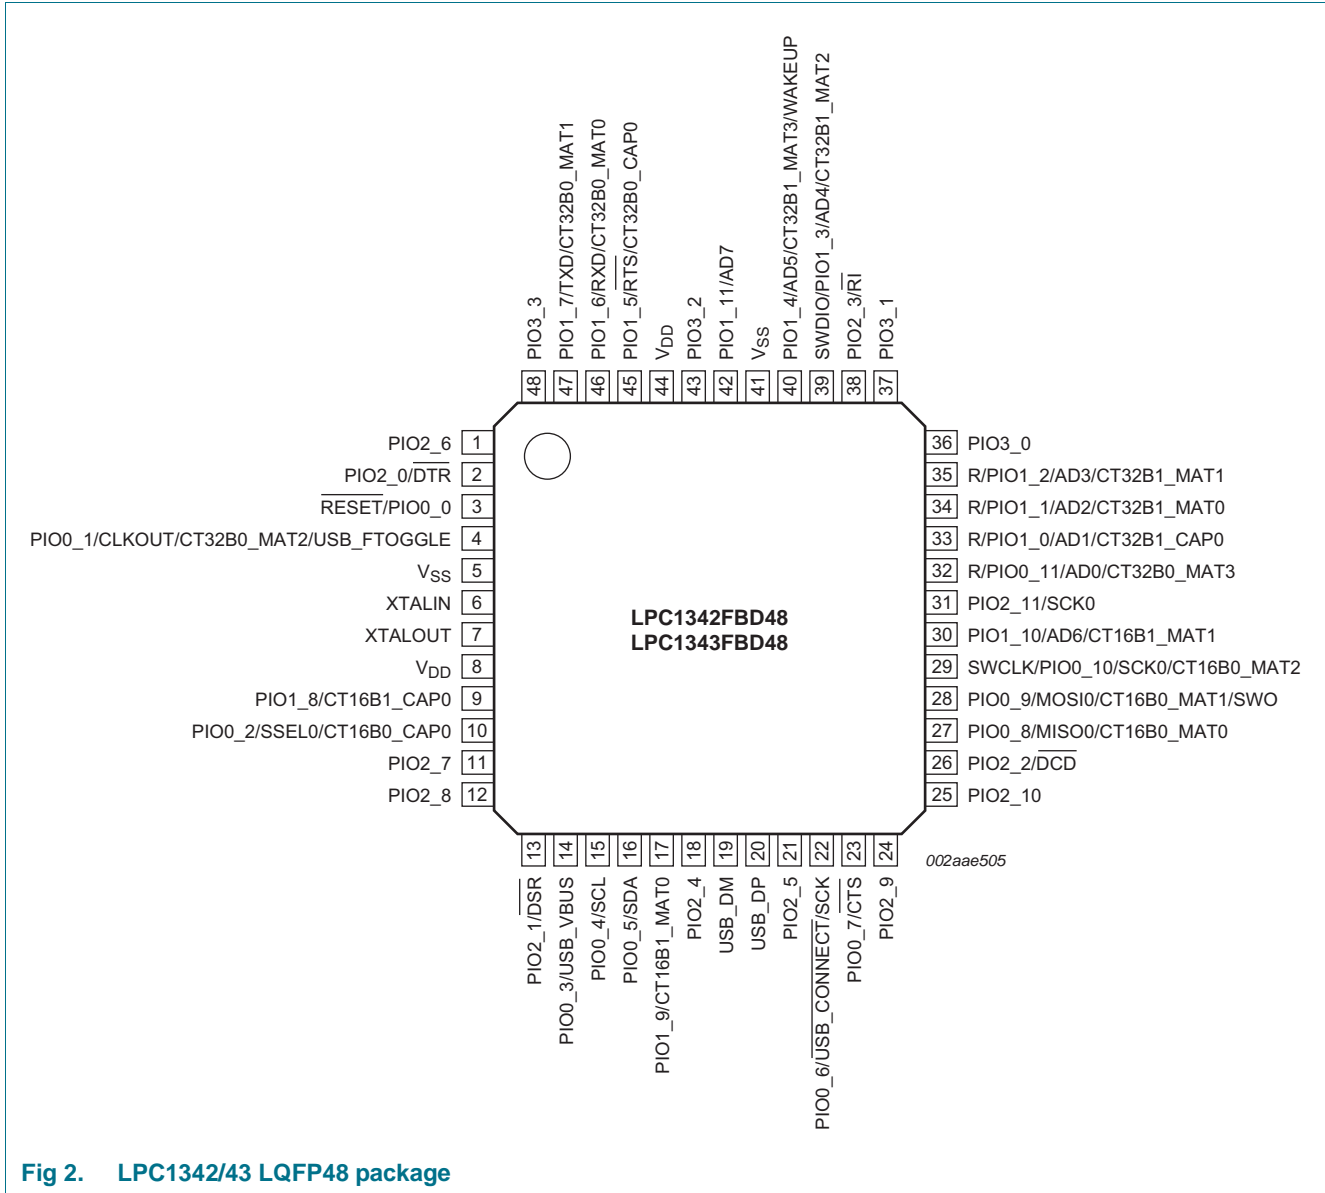 PIO3_3
PIO1_7/TXD/CT32B0_MAT1
PIO1_6/RXD/CT32B0_MAT0
PIO1_5/RTS/CT32B0_CAP0
VDD
PIO3_2
PIO1_11/AD7
VSS
PIO1_4/AD5/CT32B1_MAT3/WAKEUP
SWDIO/PIO1_3/AD4/CT32B1_MAT2
PIO2_3/RI
PIO3_1
48
47
46
45
44
43
42
41
40
39
38
37
PIO2_6 1
PIO2_0/DTR 2
RESET/PIO0_0 3
PIO0_1/CLKOUT/CT32B0_MAT2/USB_FTOGGLE 4
VSS 5
XTALIN 6
XTALOUT 7
VDD 8
PIO1_8/CT16B1_CAP0 9
PIO0_2/SSEL0/CT16B0_CAP0 10
PIO2_7 11
PIO2_8 12
LPC1342FBD48
LPC1343FBD48
36 PIO3_0
35 R/PIO1_2/AD3/CT32B1_MAT1
34 R/PIO1_1/AD2/CT32B1_MAT0
33 R/PIO1_0/AD1/CT32B1_CAP0
32 R/PIO0_11/AD0/CT32B0_MAT3
31 PIO2_11/SCK0
30 PIO1_10/AD6/CT16B1_MAT1
29 SWCLK/PIO0_10/SCK0/CT16B0_MAT2
28 PIO0_9/MOSI0/CT16B0_MAT1/SWO
27 PIO0_8/MISO0/CT16B0_MAT0
26 PIO2_2/DCD
25 PIO2_10
13
14
15
16
17
18
19
20
21
22
23
24
PIO2_1/DSR
PIO0_3/USB_VBUS
PIO0_4/SCL
PIO0_5/SDA
PIO1_9/CT16B1_MAT0
PIO2_4
USB_DM
USB_DP
PIO2_5
PIO0_6/USB_CONNECT/SCK
PIO0_7/CTS
PIO2_9
002aae505
Fig 2. LPC1342/43 LQFP48 package